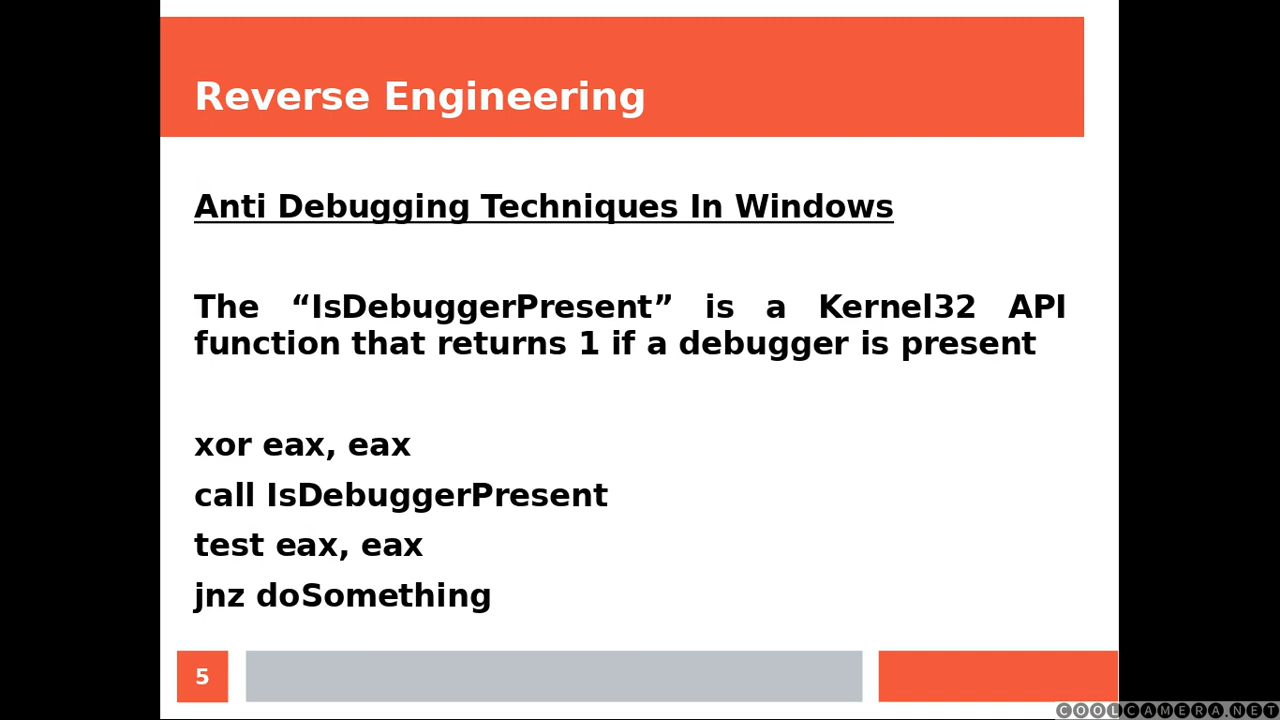 Reverse Engineering
Anti Debugging Techniques In Windows
The “IsDebuggerPresent” is a Kernel32 API
function that returns 1 if a debugger is present
xor eax, eax
call IsDebuggerPresent
test eax, eax
jnz doSomething
5
COOLCAMERA.NET